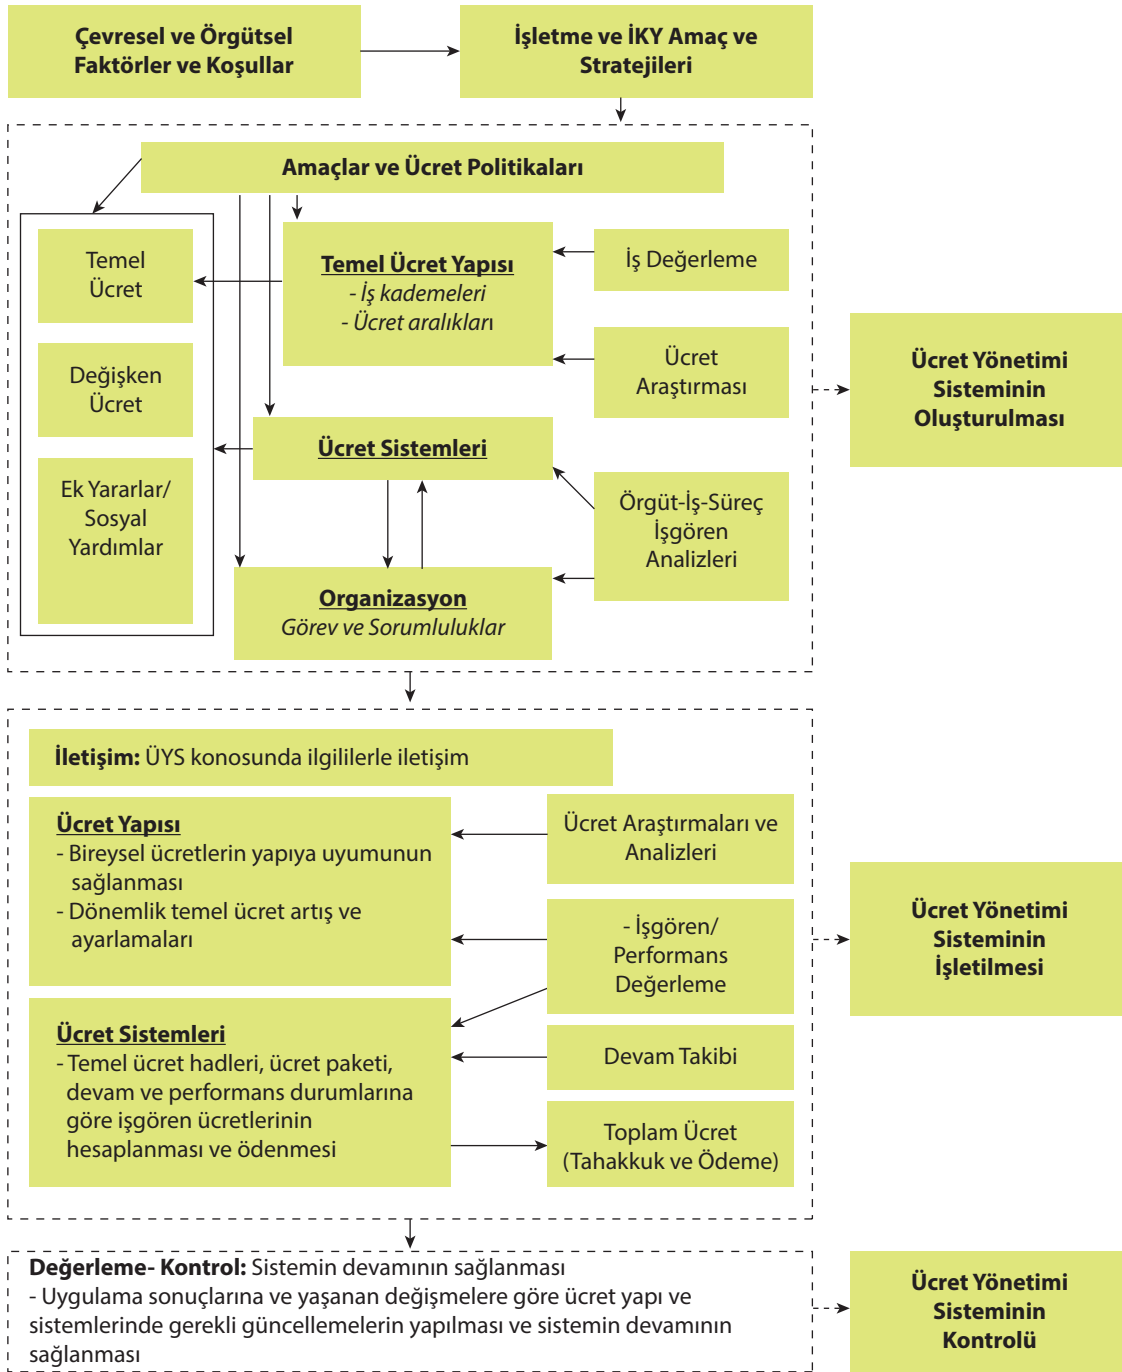 Çevresel ve Örgütsel
Faktörler ve Koşullar
İşletme ve İKY Amaç ve
Stratejileri
Amaçlar ve Ücret Politikaları
Temel
Ücret
Değişken
Ücret
Ek Yararlar/
Sosyal
Yardımlar
Temel Ücret Yapısı
- İş kademeleri
- Ücret aralıkları
Ücret Sistemleri
Organizasyon
Görev ve Sorumluluklar
İş Değerleme
Ücret
Araştırması
Örgüt-İş-Süreç
İşgören
Analizleri
Ücret Yönetimi
Sisteminin
Oluşturulması
İletişim: ÜYS konosunda ilgililerle iletişim
Ücret Yapısı
- Bireysel ücretlerin yapıya uyumunun
sağlanması
- Dönemlik temel ücret artış ve
ayarlamaları
Ücret Sistemleri
- Temel ücret hadleri, ücret paketi,
devam ve performans durumlarına
göre işgören ücretlerinin
hesaplanması ve ödenmesi
Ücret Araştırmaları ve
Analizleri
- İşgören/
Performans
Değerleme
Devam Takibi
Toplam Ücret
(Tahakkuk ve Ödeme)
Ücret Yönetimi
Sisteminin
İşletilmesi
Değerleme- Kontrol: Sistemin devamının sağlanması
- Uygulama sonuçlarına ve yaşanan değişmelere göre ücret yapı ve
sistemlerinde gerekli güncellemelerin yapılması ve sistemin devamının
sağlanması
Ücret Yönetimi
Sisteminin
Kontrolü